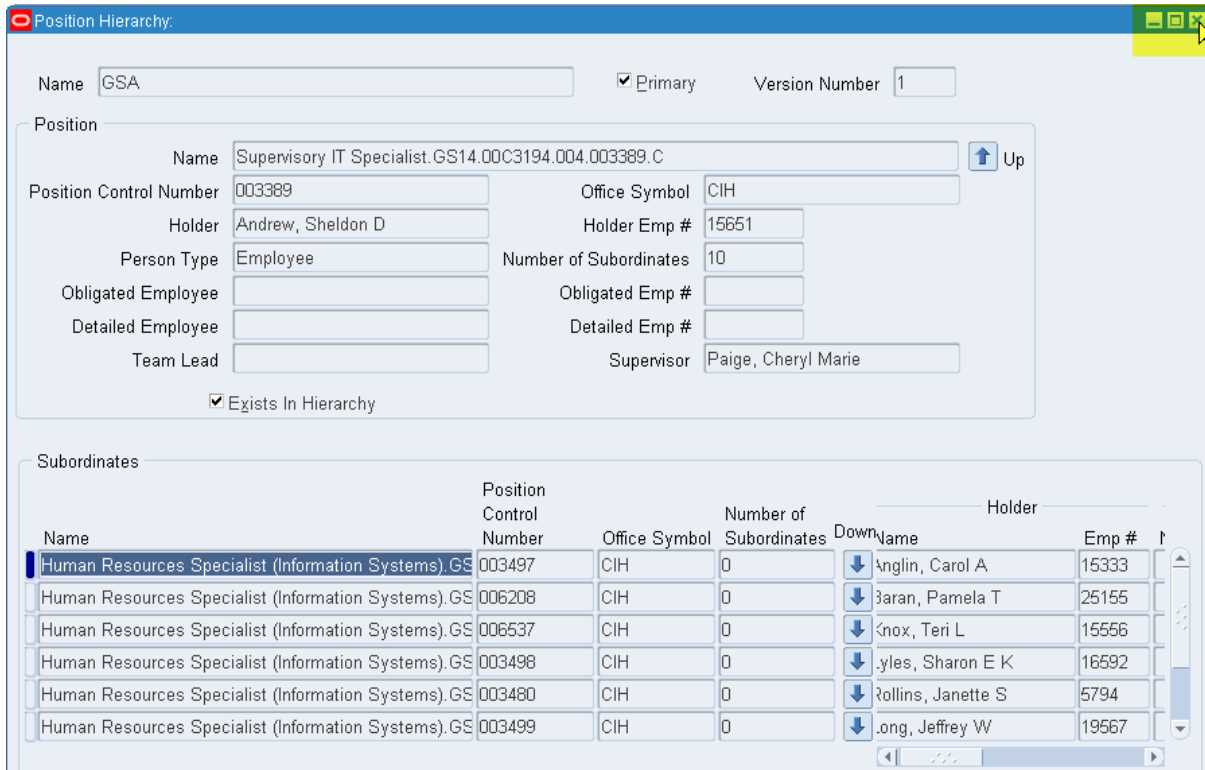 Position Hierarchy:
Name GSA Primary Version Number 1
Position
Name Supervisory IT Specialist.GS14.00C3194.004.003389.C Up
Position Control Number 003389 Office Symbol CIH
Holder Andrew, Sheldon D Holder Emp # 15651
Person Type Employee Number of Subordinates 10
Obligated Employee Obligated Emp #
Detailed Employee Detailed Emp #
Team Lead Supervisor Paige, Cheryl Marie
Exists In Hierarchy
Subordinates
Position
Control Number of Holder
Name Number Office Symbol Subordinates Down Name Emp #
Human Resources Specialist (Information Systems).GS 003497 CIH 0 Anglin, Carol A 15333
Human Resources Specialist (Information Systems).GS 006208 CIH 0 Baran, Pamela T 25155
Human Resources Specialist (Information Systems).GS 006537 CIH 0 Knox, Teri L 15556
Human Resources Specialist (Information Systems).GS 003498 CIH 0 Lyles, Sharon E K 16592
Human Resources Specialist (Information Systems).GS 003480 CIH 0 Rollins, Janette S 5794
Human Resources Specialist (Information Systems).GS 003499 CIH 0 Long, Jeffrey W 19567